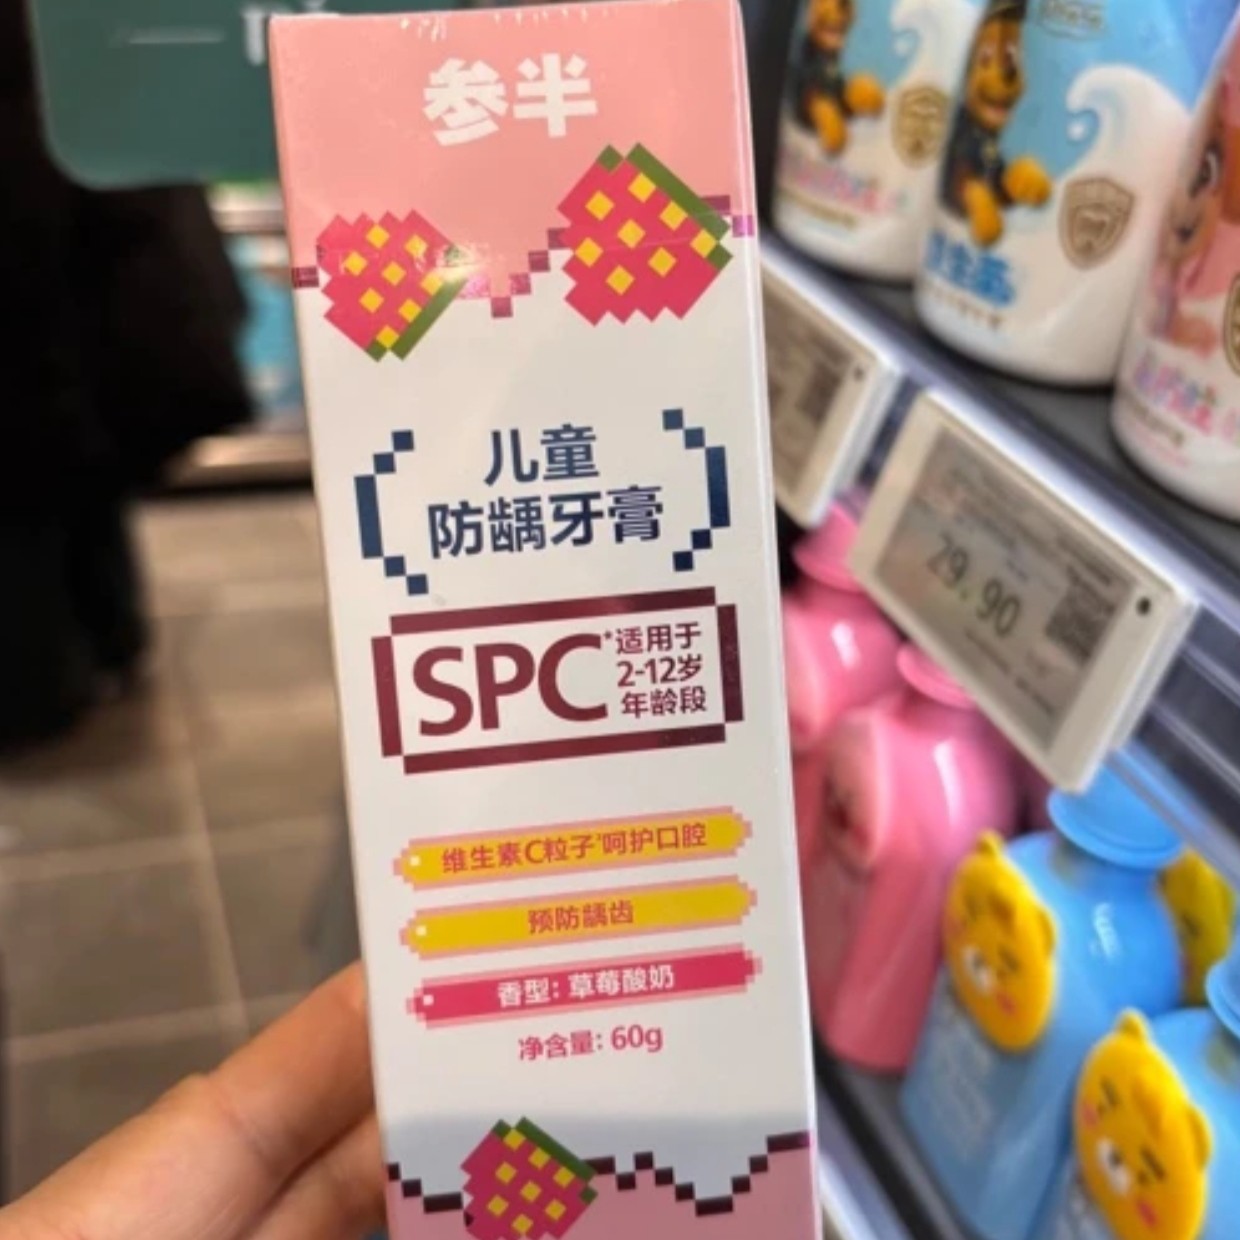 参半
儿童
防龋牙膏
SPC*适用于
2-12岁
年龄段
维生素C粒子²呵护口腔
预防龋齿
香型: 草莓酸奶
净含量: 60g
29.90